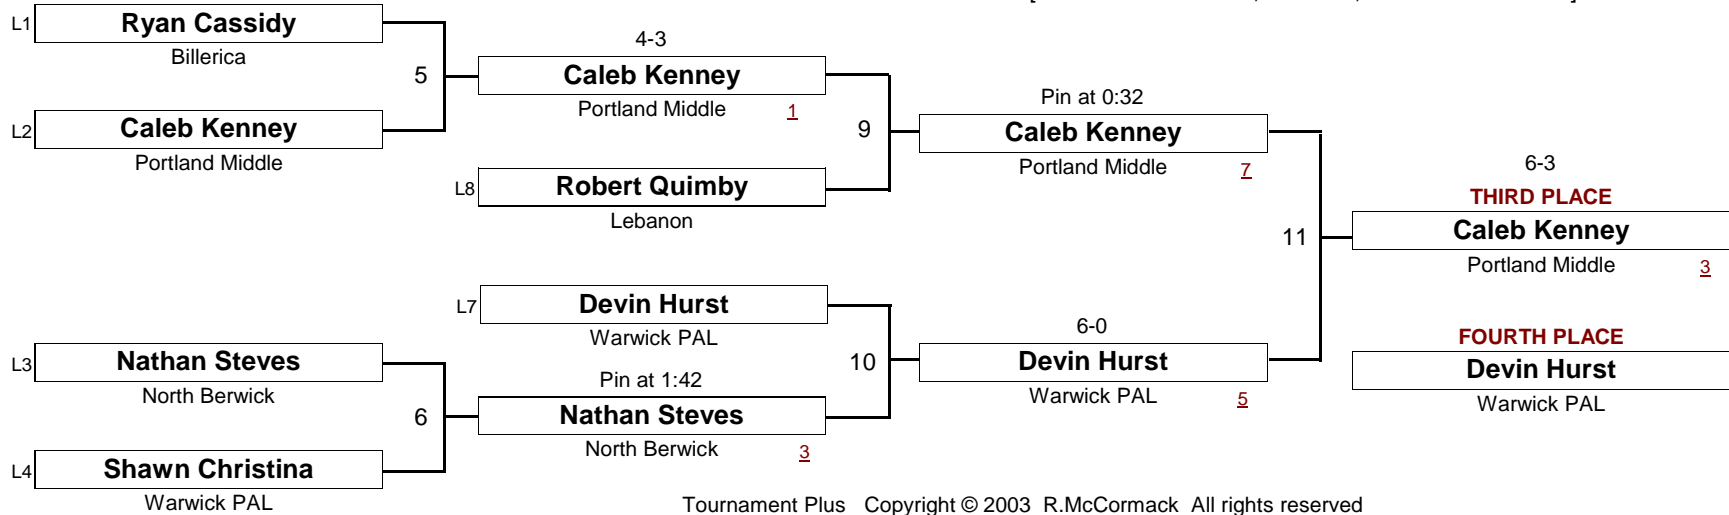 L1
Ryan Cassidy
Billerica
5
L2
Caleb Kenney
Portland Middle
4-3
Caleb Kenney
Portland Middle 1
9
L8
Robert Quimby
Lebanon
Pin at 0:32
Caleb Kenney
Portland Middle 7
11
6-3
THIRD PLACE
Caleb Kenney
Portland Middle 3
L7
Devin Hurst
Warwick PAL
10
6-0
Devin Hurst
Warwick PAL 5
FOURTH PLACE
Devin Hurst
Warwick PAL
L3
Nathan Steves
North Berwick
6
Pin at 1:42
Nathan Steves
North Berwick 3
L4
Shawn Christina
Warwick PAL
Tournament Plus Copyright © 2003 R.McCormack All rights reserved